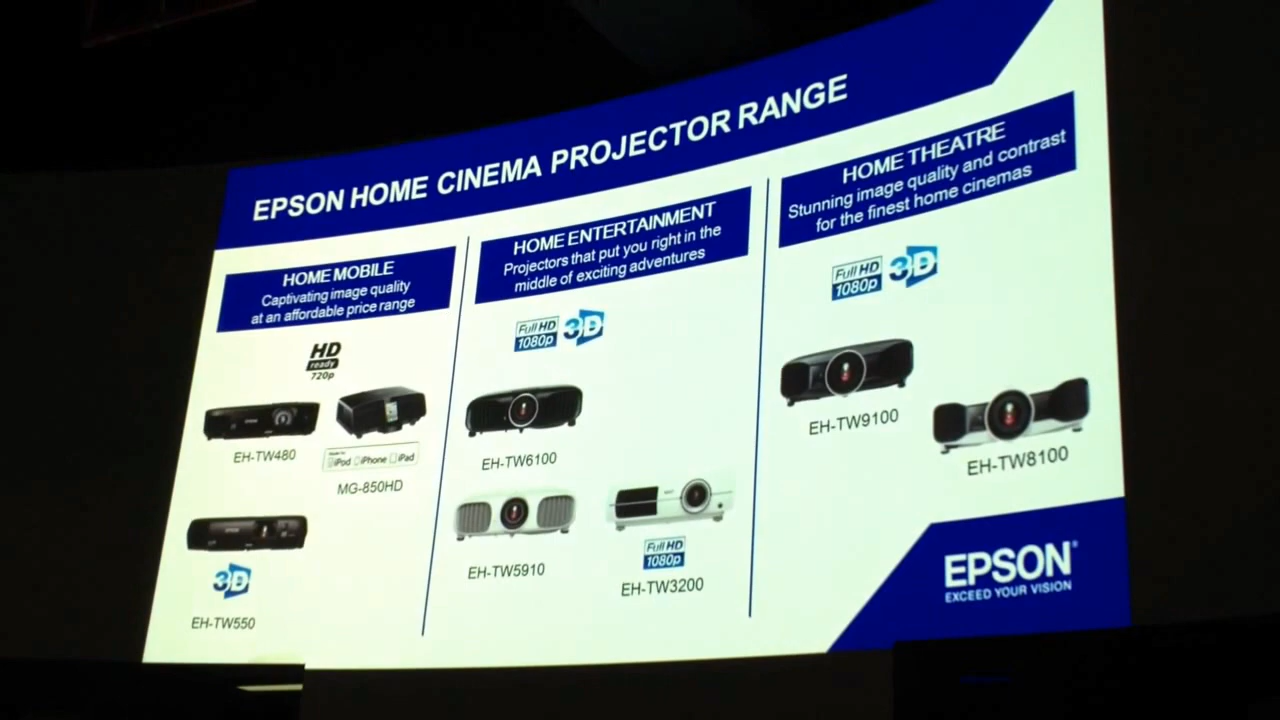 EPSON HOME CINEMA PROJECTOR RANGE
HOME MOBILE
Captivating image quality
at an affordable price range
HD
ready
720p
EH-TW480
iPod iPhone iPad
MG-850HD
3D
EH-TW550
HOME ENTERTAINMENT
Projectors that put you right in the
middle of exciting adventures
Full HD
1080p
3D
EH-TW6100
EH-TW5910
Full HD
1080p
EH-TW3200
HOME THEATRE
Stunning image quality and contrast
for the finest home cinemas
Full HD
1080p
3D
EH-TW9100
EH-TW8100
EPSON®
EXCEED YOUR VISION